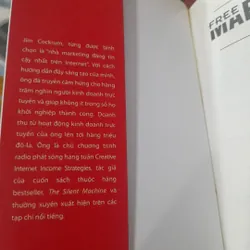 Jim Cockrum, từng được bình
chọn là "nhà marketing đáng tin
cậy nhất trên Internet". Với cách
hướng dẫn đầy sáng tạo của mình,
ông đã truyền cảm hứng cho hàng
trăm nghìn người kinh doanh trực
tuyến và giúp không ít trong số họ
khởi nghiệp thành công. Doanh
thu từ hoạt động kinh doanh trực
tuyến của ông lên tới hàng triệu
đô-la. Ông là chủ chương trình
radio phát sóng hàng tuần Creative
Internet Income Strategies, tác giả
của cuốn sách thuộc hàng
bestseller, The Silent Machine và
thường xuyên xuất hiện trên các
tạp chí nổi tiếng.
FREE
MAR